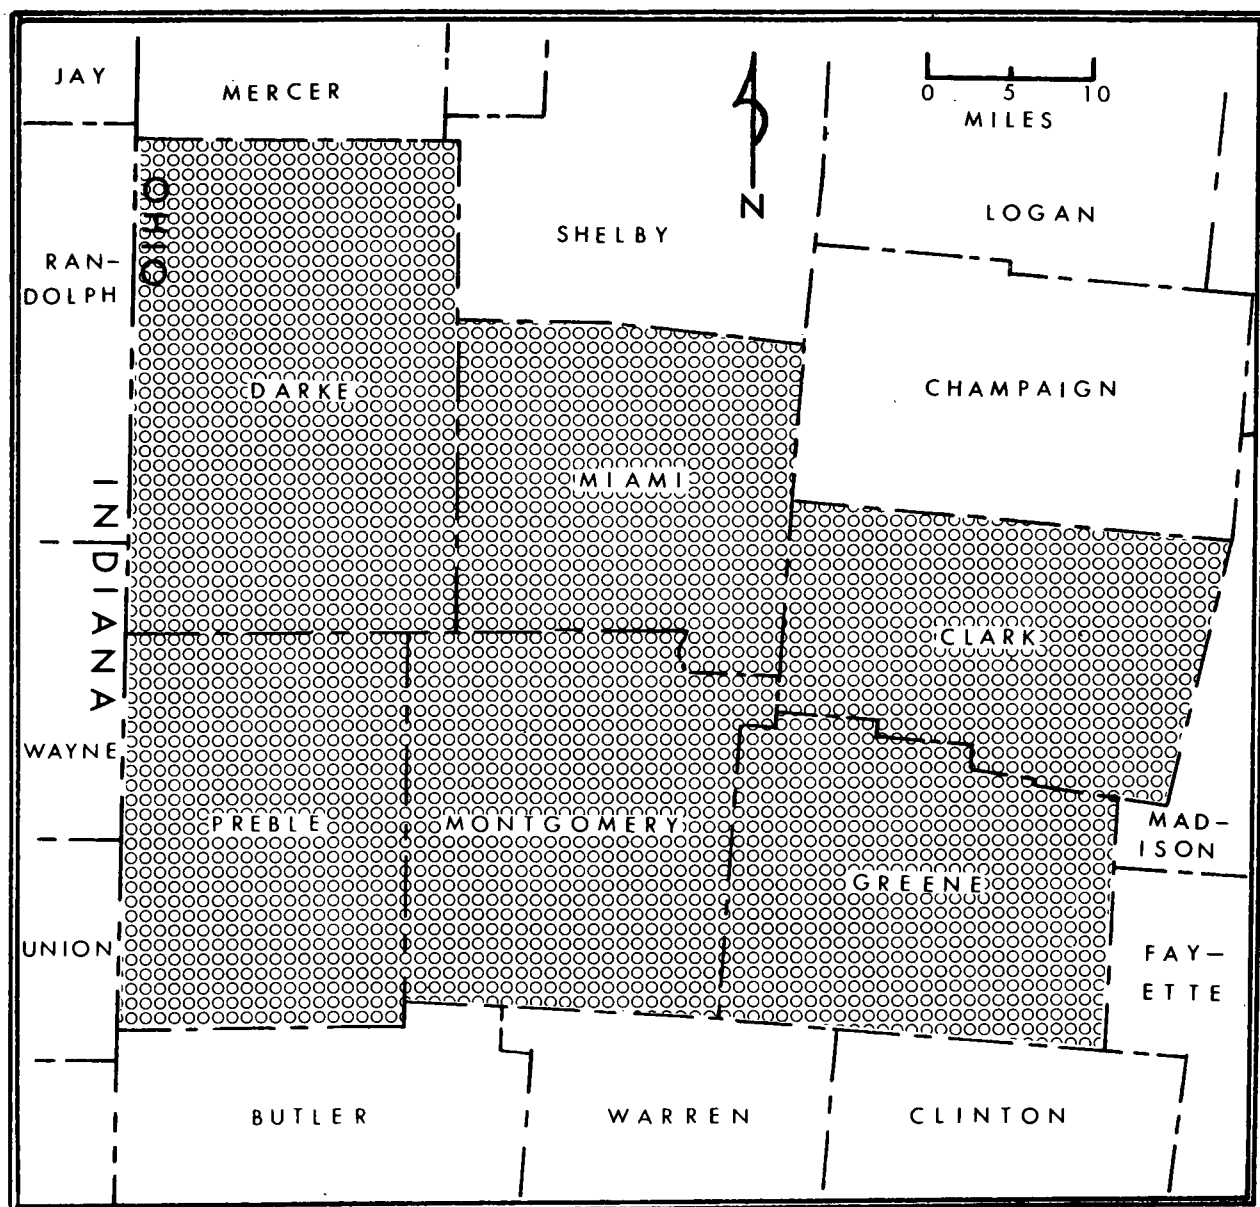 JAY
MERCER
0 5 10
MILES
N
LOGAN
SHELBY
OHIO
RAN-
DOLPH
DARKE
CHAMPAIGN
MIAMI
INDIANA
CLARK
WAYNE
PREBLE
MONTGOMERY
MAD-
ISON
GREENE
UNION
FAY-
ETTE
BUTLER
WARREN
CLINTON